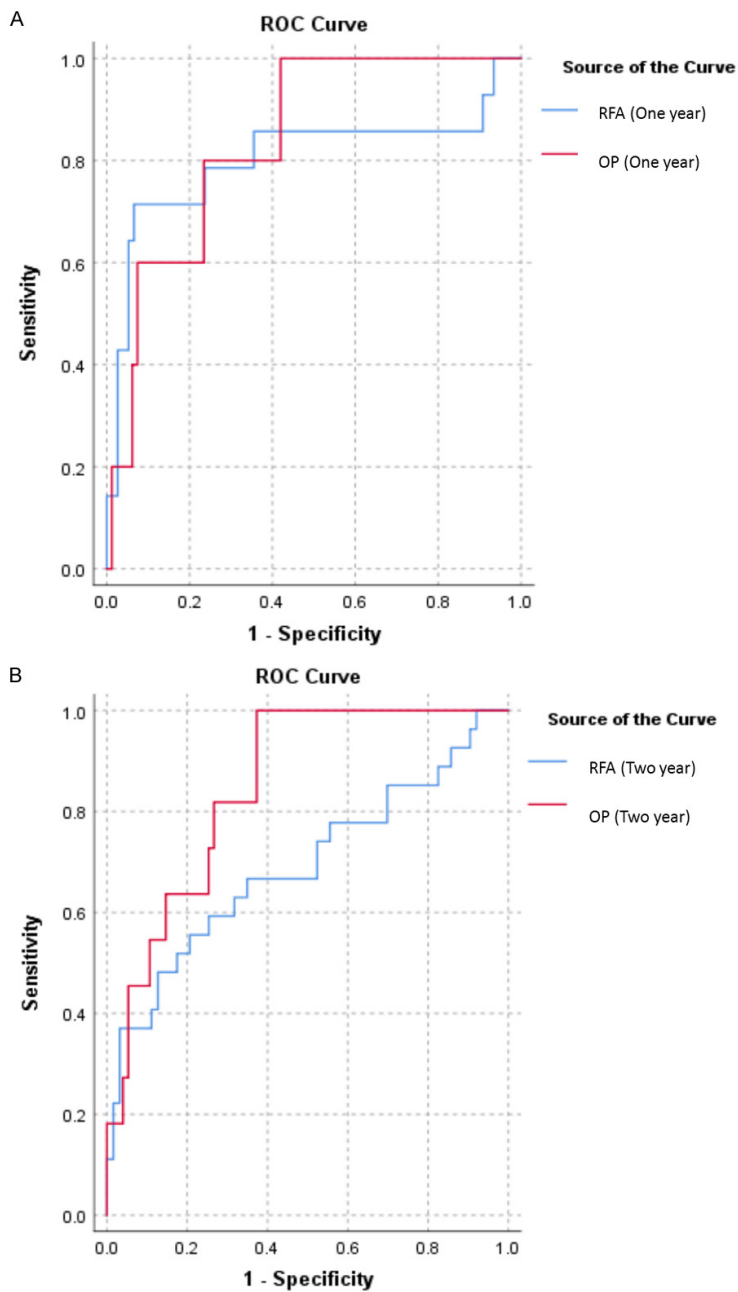 A
ROC Curve
Source of the Curve
RFA (One year)
OP (One year)
1.0
0.8
0.6
0.4
0.2
0.0
Sensitivity
0.0 0.2 0.4 0.6 0.8 1.0
1 - Specificity
B
ROC Curve
Source of the Curve
RFA (Two year)
OP (Two year)
1.0
0.8
0.6
0.4
0.2
0.0
Sensitivity
0.0 0.2 0.4 0.6 0.8 1.0
1 - Specificity